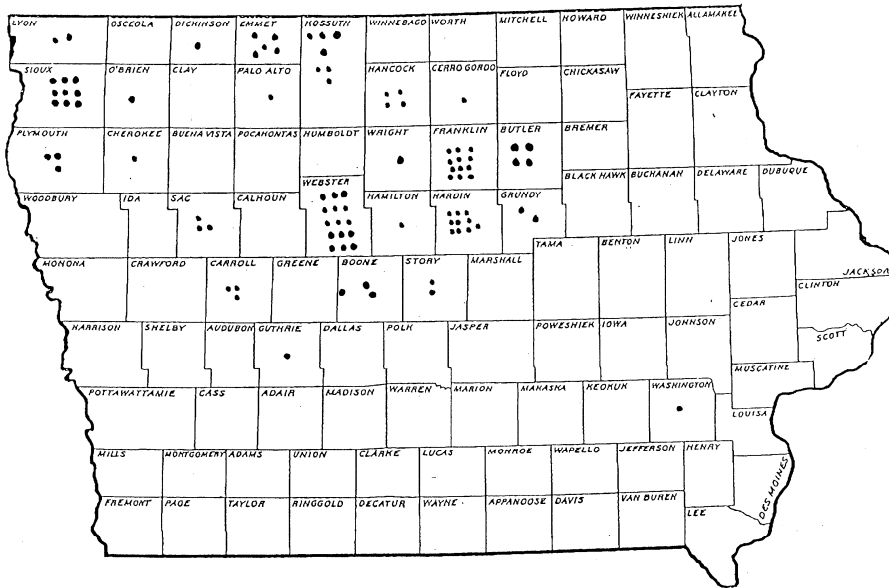 LYON OSCEOLA DICKINSON EMMET KOSSUTH WINNEBAGO WORTH MITCHELL HOWARD WINNESHIEK ALLAMAKEE
SIOUX O'BRIEN CLAY PALO ALTO HANCOCK CERRO GORDO FLOYD CHICKASAW
FAYETTE CLAYTON
PLYMOUTH CHEROKEE BUENA VISTA POCAHONTAS HUMBOLDT WRIGHT FRANKLIN BUTLER BREMER
WEBSTER BLACK HAWK BUCHANAN DELAWARE DUBUQUE
WOODBURY IDA SAC CALHOUN HAMILTON HARDIN GRUNDY
TAMA BENTON LINN JONES
MONONA CRAWFORD CARROLL GREENE BOONE STORY MARSHALL JACKSON
CLINTON
CEDAR
HARRISON SHELBY AUDUBON GUTHRIE DALLAS POLK JASPER POWESHIEK IOWA JOHNSON
SCOTT
MUSCATINE
POTTAWATTAMIE CASS ADAIR MADISON WARREN MARION MAHASKA KEOKUK WASHINGTON
LOUISA
MILLS MONTGOMERY ADAMS UNION CLARKE LUCAS MONROE WAPELLO JEFFERSON HENRY
DES MOINES
FREMONT PAGE TAYLOR RINGGOLD DECATUR WAYNE APPANOOSE DAVIS VAN BUREN
LEE